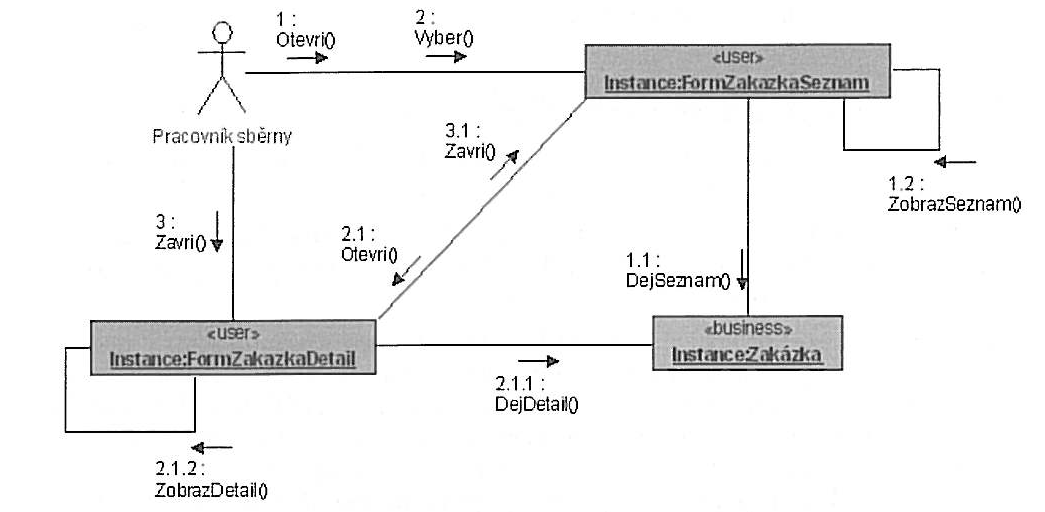 1 :
Otevri()
2 :
Vyber()
«user»
Instance:FormZakazkaSeznam
Pracovník sběrny
3.1 :
Zavri()
1.2 :
ZobrazSeznam()
3 :
Zavri()
2.1 :
Otevri()
1.1 :
DejSeznam()
«user»
Instance:FormZakazkaDetail
«business»
Instance:Zakázka
2.1.1 :
DejDetail()
2.1.2 :
ZobrazDetail()